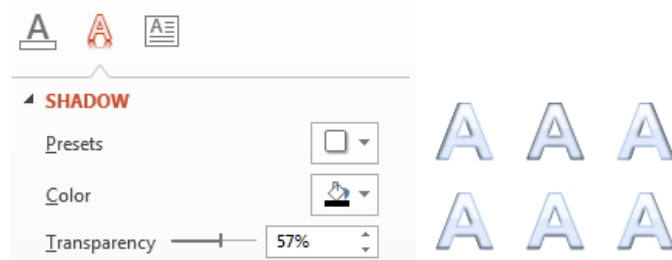 A A A
SHADOW
Presets
Color
Transparency 57%
A A A
A A A